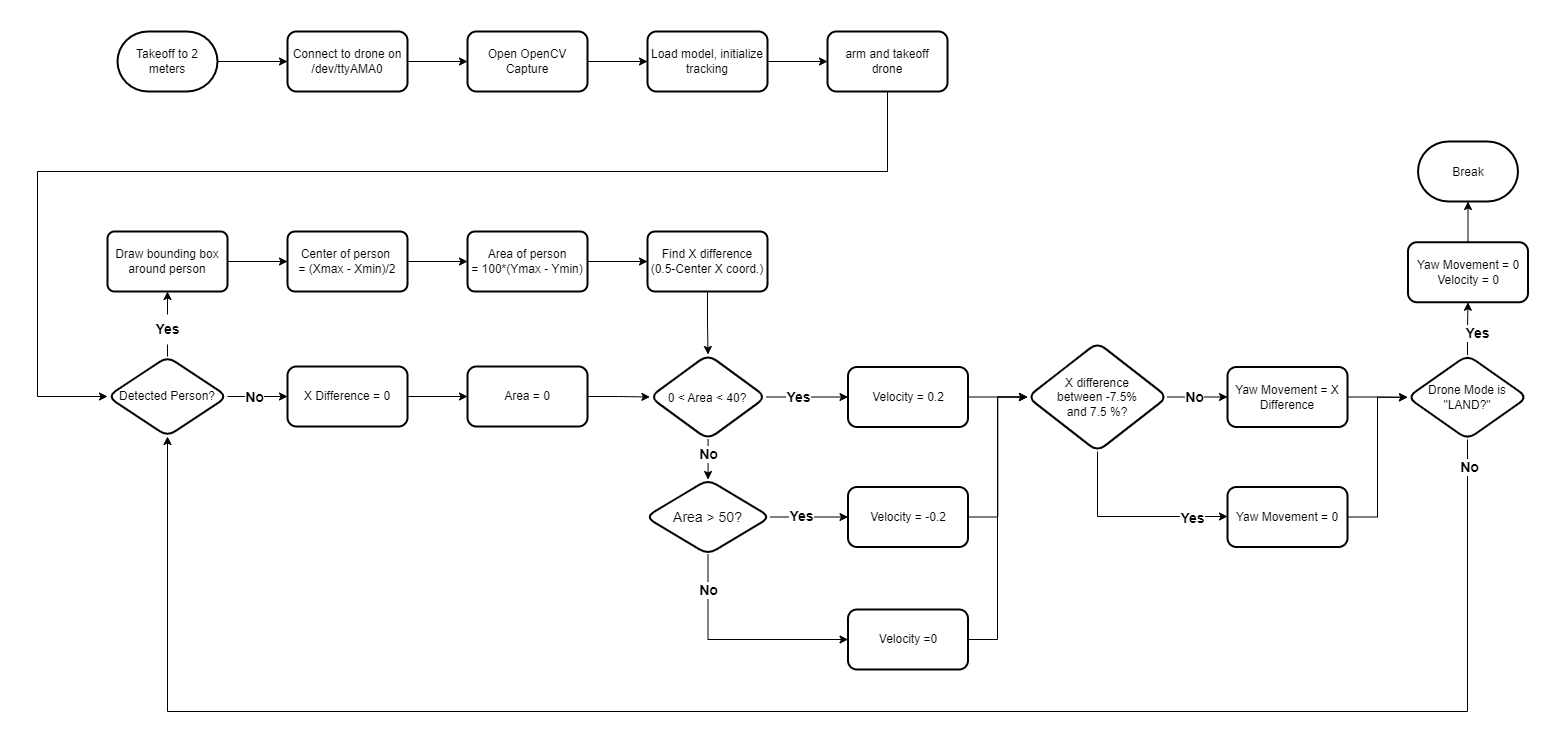 Takeoff to 2
meters
Connect to drone on
/dev/ttyAMA0
Open OpenCV
Capture
Load model, initialize
tracking
arm and takeoff
drone
Break
Draw bounding box
around person
Center of person
= (Xmax - Xmin)/2
Area of person
= 100*(Ymax - Ymin)
Find X difference
(0.5-Center X coord.)
Yaw Movement = 0
Velocity = 0
Yes
Yes
Detected Person?
No
X Difference = 0
Area = 0
0 < Area < 40?
Yes
Velocity = 0.2
X difference
between -7.5%
and 7.5 %?
No
Yaw Movement = X
Difference
Drone Mode is
"LAND?"
No
No
Area > 50?
Yes
Velocity = -0.2
Yes
Yaw Movement = 0
No
Velocity =0